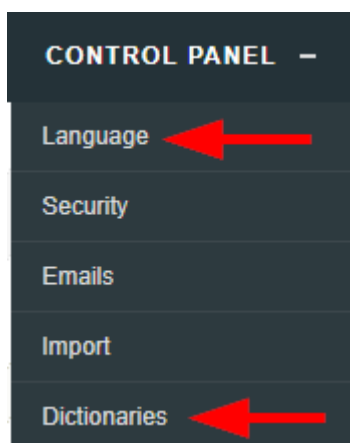 CONTROL PANEL –
Language
Security
Emails
Import
Dictionaries